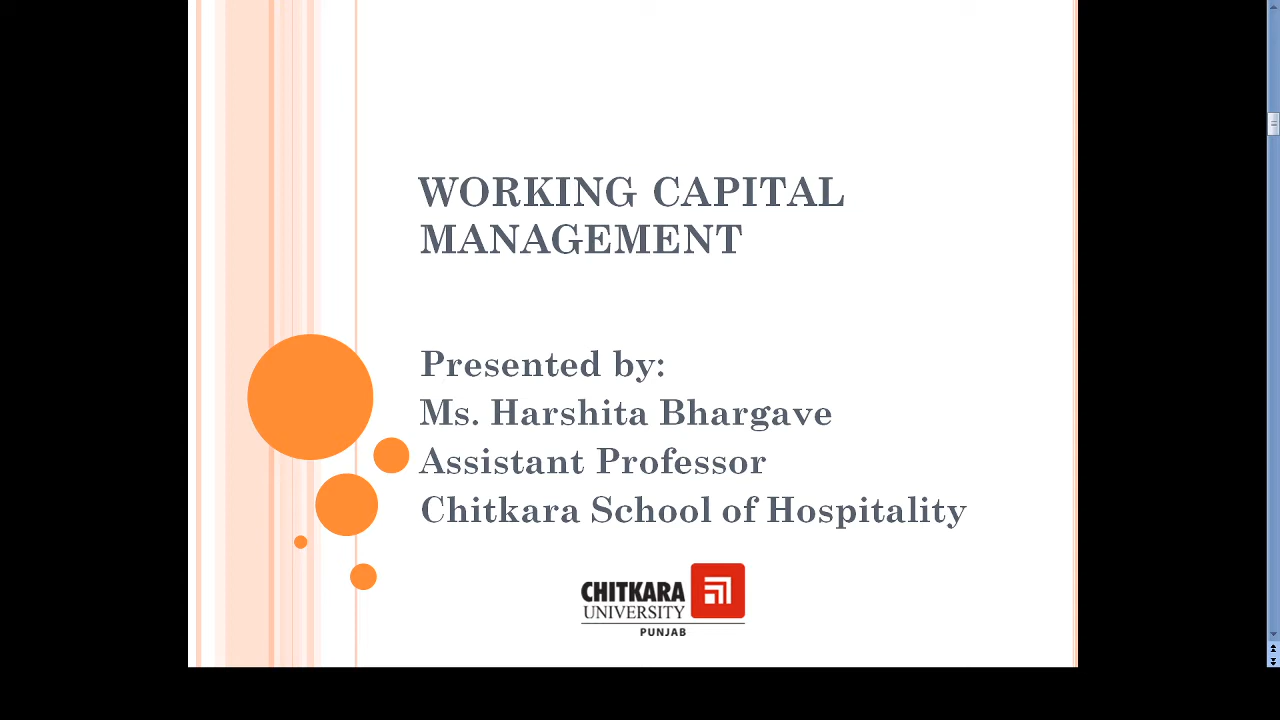 WORKING CAPITAL
MANAGEMENT
Presented by:
Ms. Harshita Bhargave
Assistant Professor
Chitkara School of Hospitality
CHITKARA
UNIVERSITY
PUNJAB